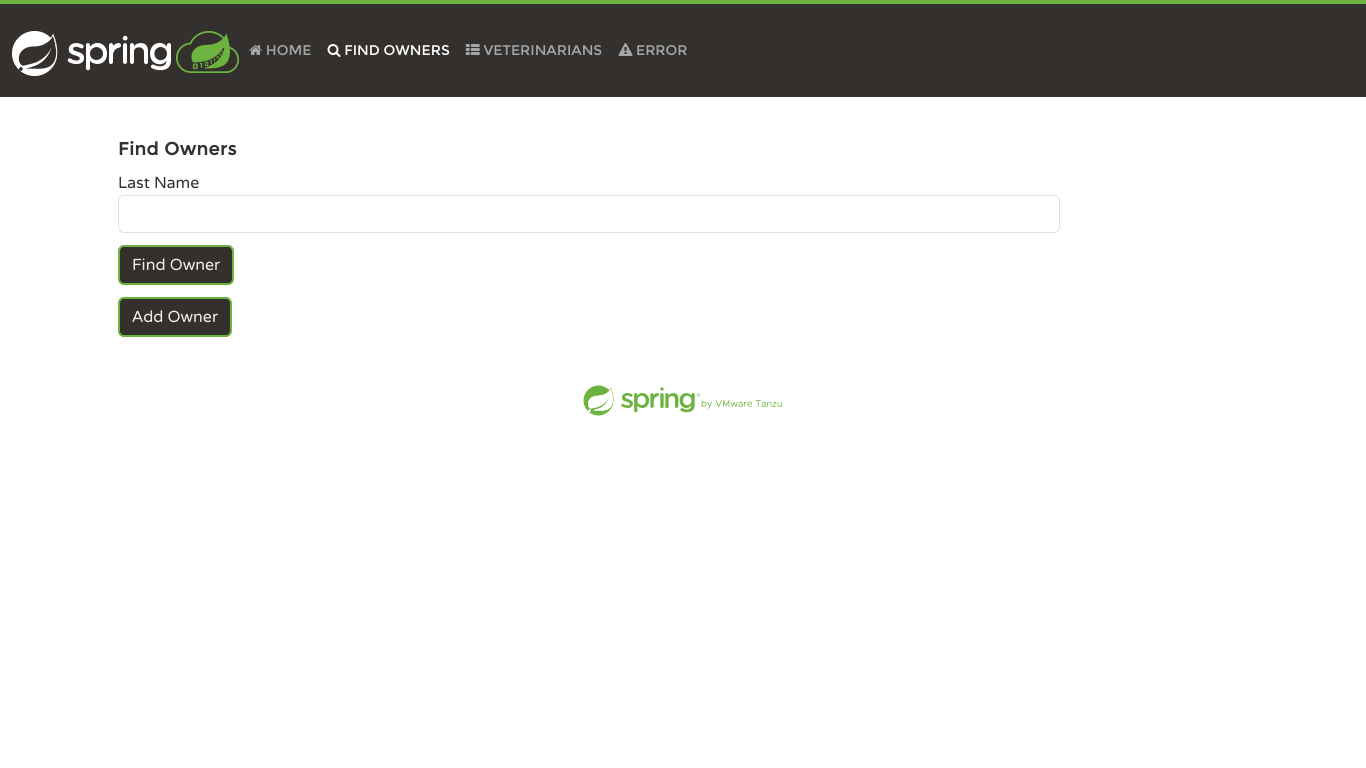 spring HOME FIND OWNERS VETERINARIANS ERROR
Find Owners
Last Name
Find Owner
Add Owner
spring by VMware Tanzu